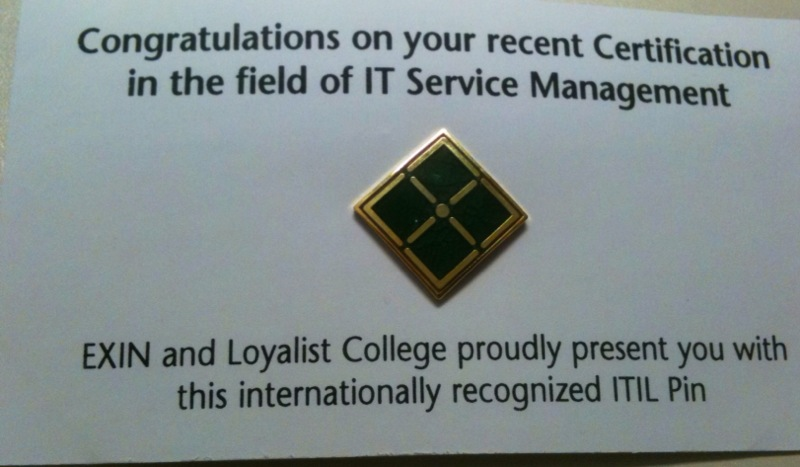 Congratulations on your recent Certification
in the field of IT Service Management
EXIN and Loyalist College proudly present you with
this internationally recognized ITIL Pin